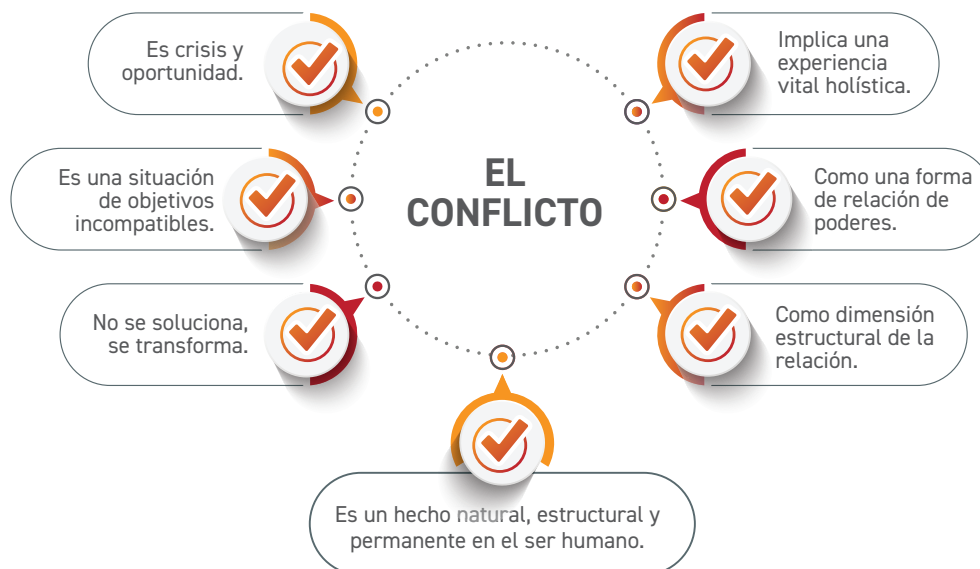 Es crisis y
oportunidad.
Implica una
experiencia
vital holística.
EL
CONFLICTO
Es una situación
de objetivos
incompatibles.
Como una forma
de relación de
poderes.
No se soluciona,
se transforma.
Como dimensión
estructural de la
relación.
Es un hecho natural, estructural y
permanente en el ser humano.